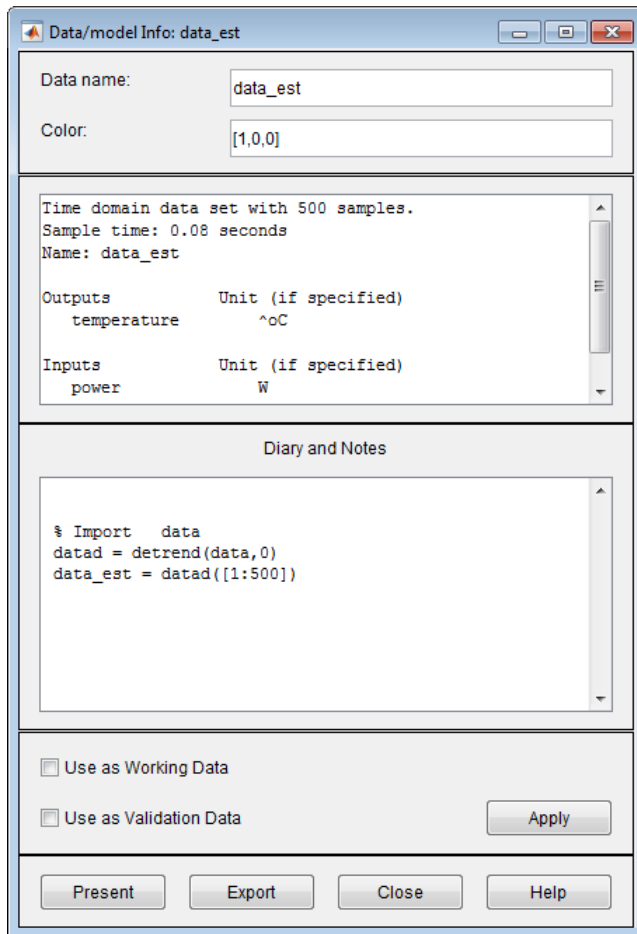 Data/model Info: data_est
Data name:
data_est
Color:
[1,0,0]
Time domain data set with 500 samples.
Sample time: 0.08 seconds
Name: data_est
Outputs Unit (if specified)
temperature ^oC
Inputs Unit (if specified)
power W
Diary and Notes
% Import data
datad = detrend(data,0)
data_est = datad([1:500])
Use as Working Data
Use as Validation Data
Apply
Present Export Close Help